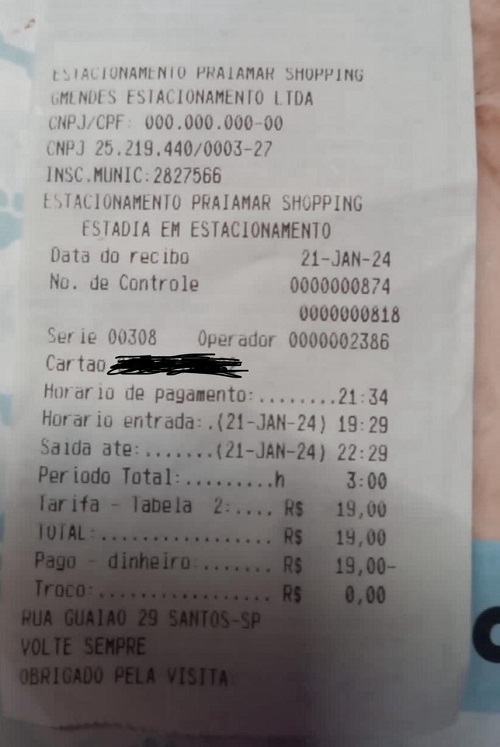 ESTACIONAMENTO PRAIAMAR SHOPPING
GMENDES ESTACIONAMENTO LTDA
CNPJ/CPF: 000.000.000-00
CNPJ 25.219.440/0003-27
INSC.MUNIC:2827566
ESTACIONAMENTO PRAIAMAR SHOPPING
ESTADIA EM ESTACIONAMENTO
Data do recibo 21-JAN-24
No. de Controle 0000000874
0000000818
Serie 00308 Operador 0000002386
Cartao
Horario de pagamento:........21:34
Horario entrada:.(21-JAN-24) 19:29
Saida ate:.......(21-JAN-24) 22:29
Periodo Total:.........h 3:00
Tarifa - Tabela 2:.... R$ 19,00
TOTAL:................. R$ 19,00
Pago - dinheiro:....... R$ 19,00-
Troco:................. R$ 0,00
RUA GUAIAO 29 SANTOS-SP
VOLTE SEMPRE
OBRIGADO PELA VISITA.